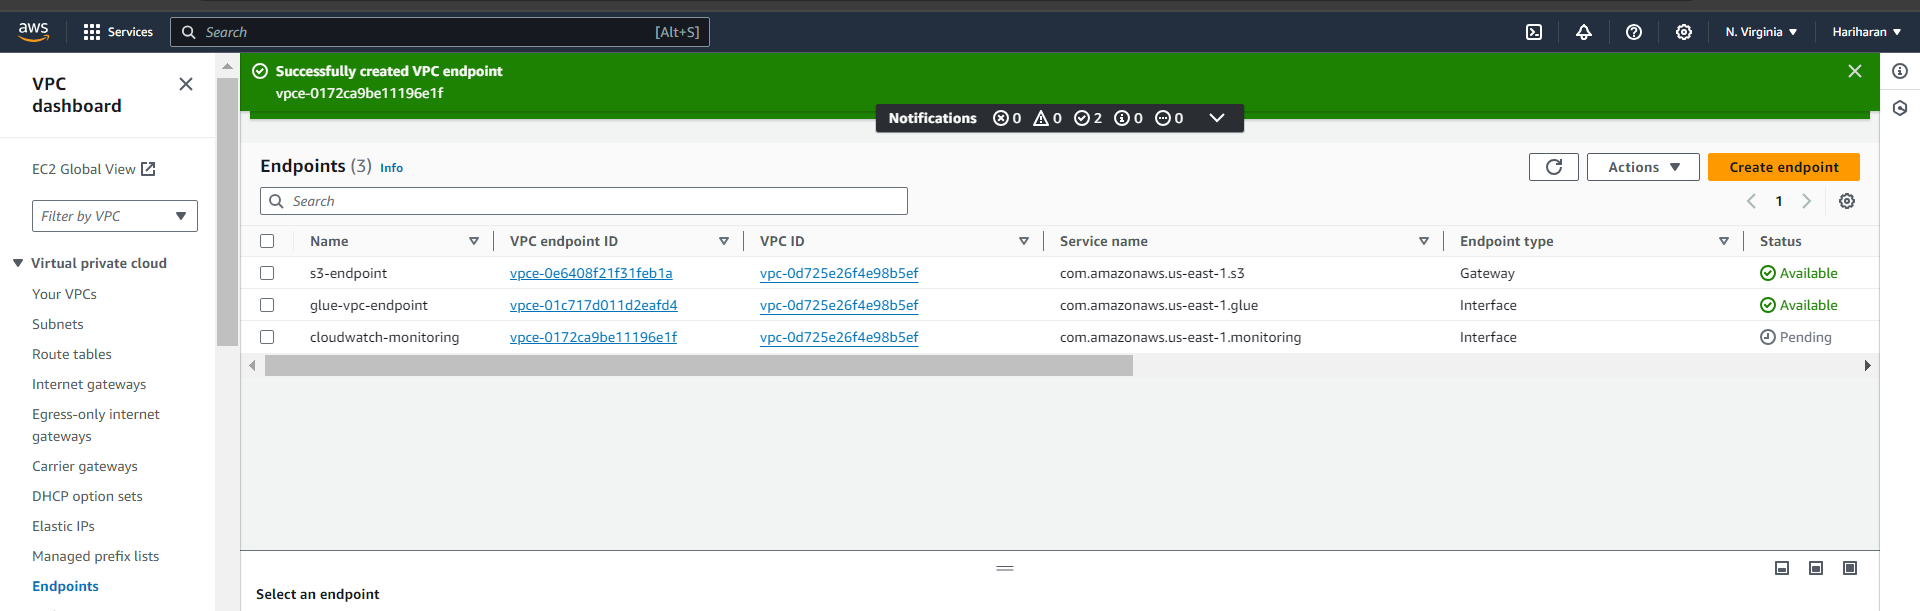 aws
Services
Search
[Alt+S]
N. Virginia
Hariharan
VPC
dashboard
EC2 Global View
Filter by VPC
Virtual private cloud
Your VPCs
Subnets
Route tables
Internet gateways
Egress-only internet
gateways
Carrier gateways
DHCP option sets
Elastic IPs
Managed prefix lists
Endpoints
Successfully created VPC endpoint
vpce-0172ca9be11196e1f
Notifications 0 0 2 0 0
Endpoints (3) Info
Actions
Create endpoint
Search
1
Name VPC endpoint ID VPC ID Service name Endpoint type Status
s3-endpoint vpce-0e6408f21f31feb1a vpc-0d725e26f4e98b5ef com.amazonaws.us-east-1.s3 Gateway Available
glue-vpc-endpoint vpce-01c717d011d2eafd4 vpc-0d725e26f4e98b5ef com.amazonaws.us-east-1.glue Interface Available
cloudwatch-monitoring vpce-0172ca9be11196e1f vpc-0d725e26f4e98b5ef com.amazonaws.us-east-1.monitoring Interface Pending
Select an endpoint